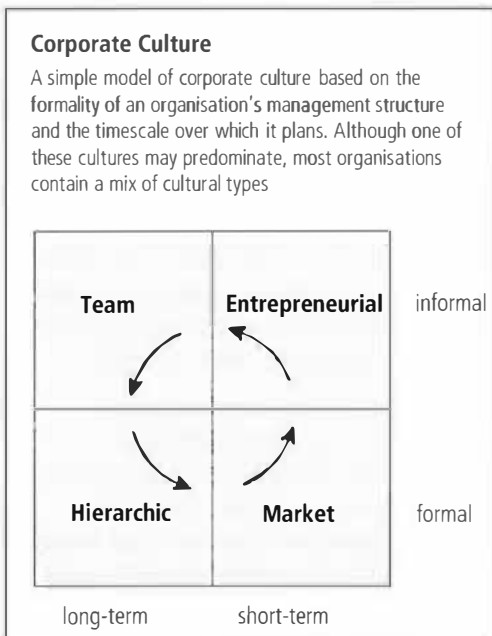 Corporate Culture
A simple model of corporate culture based on the
formality of an organisation's management structure
and the timescale over which it plans. Although one of
these cultures may predominate, most organisations
contain a mix of cultural types
Team Entrepreneurial informal
Hierarchic Market formal
long-term short-term